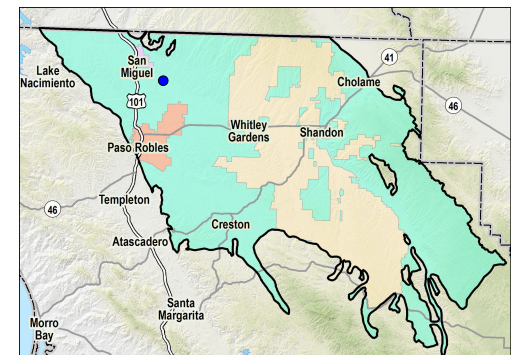 San
Miguel
41
Lake
Nacimiento
Cholame
101
46
Whitley
Gardens
Shandon
Paso Robles
Templeton
46
Creston
Atascadero
Santa
Margarita
Morro
Bay